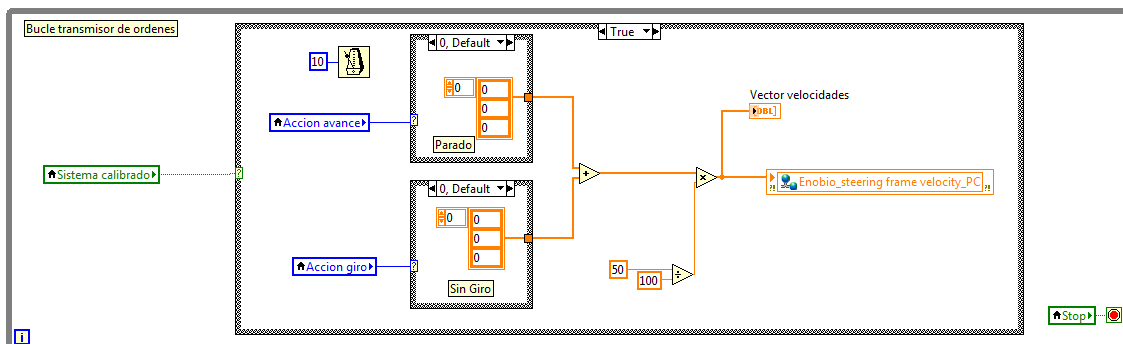 Bucle transmisor de ordenes
True
10
0, Default
0
0
0
0
Accion avance
Parado
Vector velocidades
DBL
Sistema calibrado
Enobio_steering frame velocity_PC
0, Default
0
0
0
0
Accion giro
Sin Giro
50
100
Stop
i